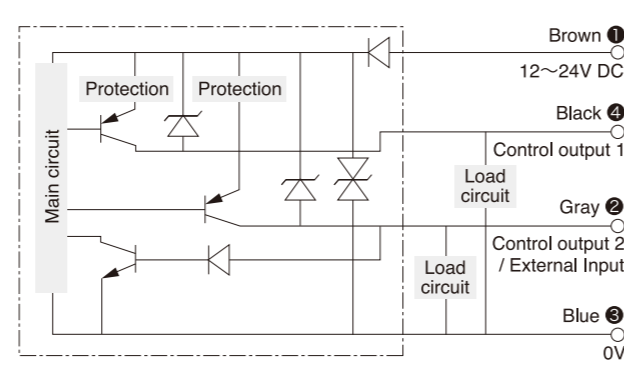 Brown ❶
12～24V DC
Protection Protection
Black ❹
Control output 1
Main circuit
Load
circuit
Gray ❷
Control output 2
/ External Input
Load
circuit
Blue ❸
0V